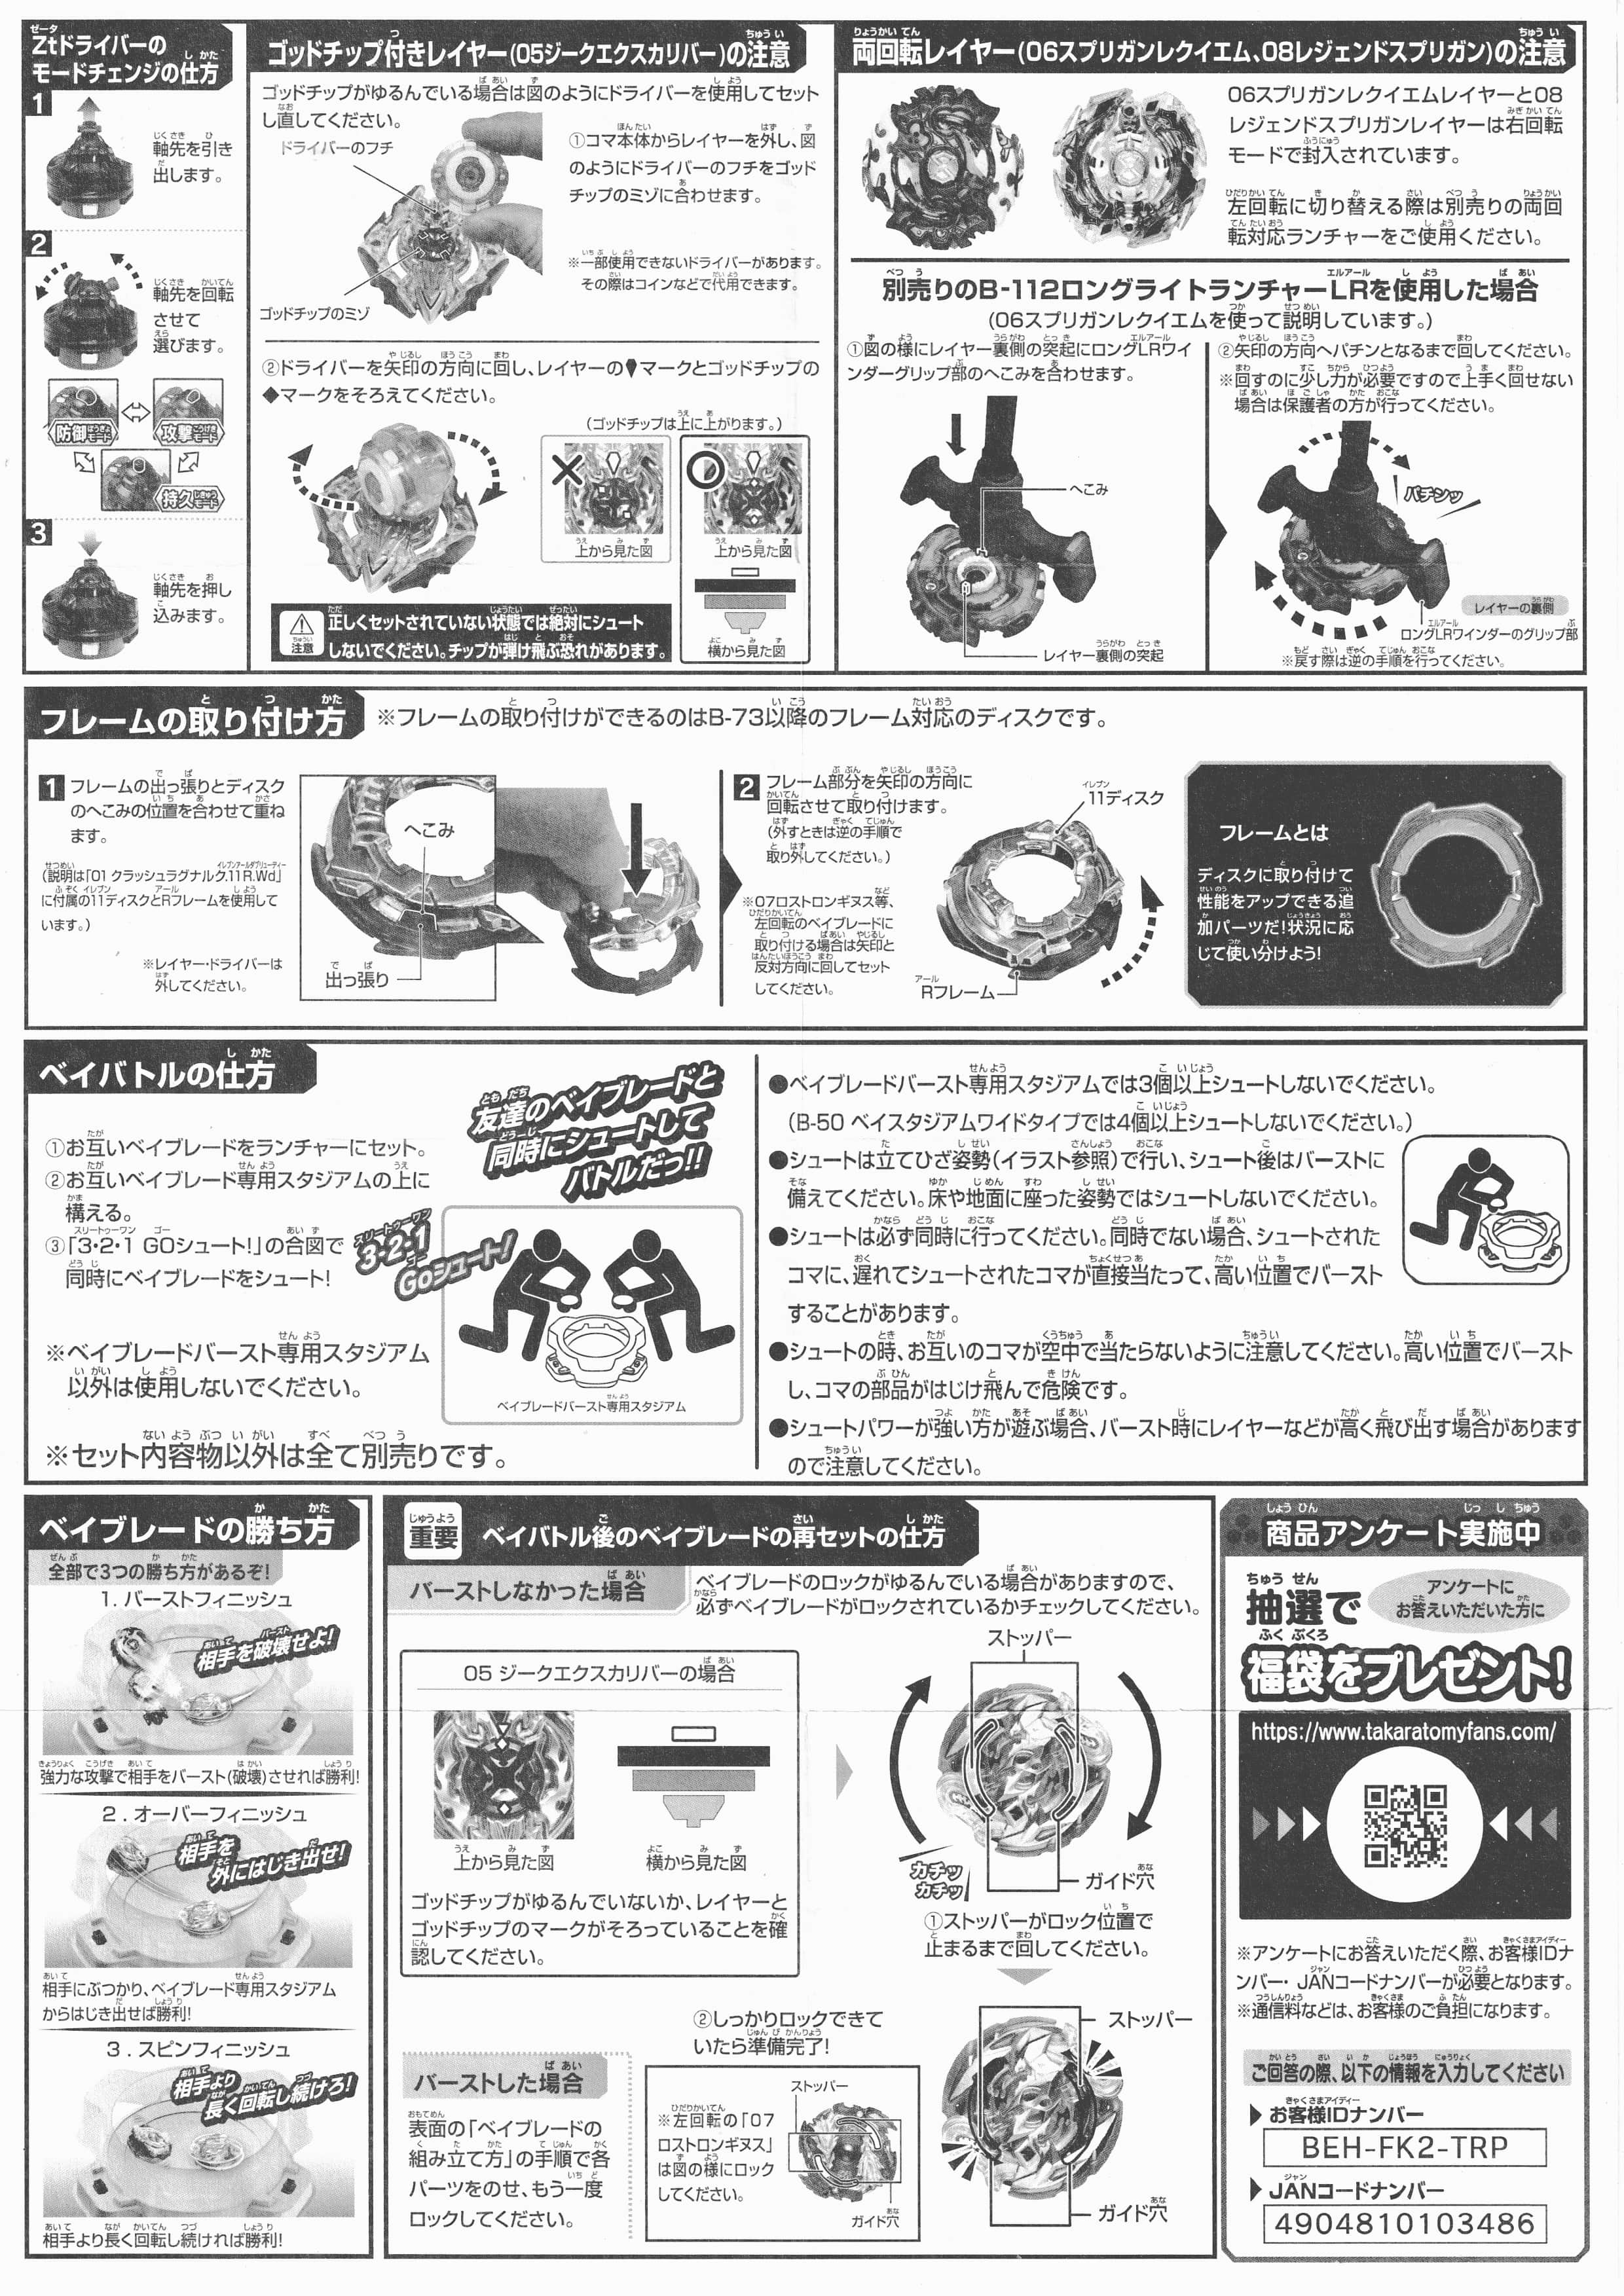 Ztドライバーの
モードチェンジの仕方
1
軸先を引き
出します。
2
軸先を回転
させて
選びます。
防御モード
攻撃モード
持久モード
3
軸先を押し
込みます。
ゴッドチップ付きレイヤー(05ジークエクスカリバー)の注意
ゴッドチップがゆるんでいる場合は図のようにドライバーを使用してセット
し直してください。
ドライバーのフチ
①コマ本体からレイヤーを外し、図
のようにドライバーのフチをゴッド
チップのミゾに合わせます。
※一部使用できないドライバーがあります。
その際はコインなどで代用できます。
ゴッドチップのミゾ
②ドライバーを矢印の方向に回し、レイヤーの⬧マークとゴッドチップの
◆マークをそろえてください。
(ゴッドチップは上に上がります。)
上から見た図
上から見た図
横から見た図
注意
正しくセットされていない状態では絶対にシュート
しないでください。チップが弾け飛ぶ恐れがあります。
両回転レイヤー(06スプリガンレクイエム、08レジェンドスプリガン)の注意
06スプリガンレクイエムレイヤーと08
レジェンドスプリガンレイヤーは右回転
モードで封入されています。
左回転に切り替える際は別売りの両回
転対応ランチャーをご使用ください。
別売りのB-112ロングライトランチャーLRを使用した場合
(06スプリガンレクイエムを使って説明しています。)
①図の様にレイヤー裏側の突起にロングLRワイ
ンダーグリップ部のへこみを合わせます。
へこみ
レイヤー裏側の突起
②矢印の方向へパチンとなるまで回してください。
※回すのに少し力が必要ですので上手く回せない
場合は保護者の方が行ってください。
パチンッ
レイヤーの裏側
ロングLRワインダーのグリップ部
※戻す際は逆の手順を行ってください。
フレームの取り付け方
※フレームの取り付けができるのはB-73以降のフレーム対応のディスクです。
1 フレームの出っ張りとディスク
のへこみの位置を合わせて重ね
ます。
(説明は「01 クラッシュラグナルク.11R.Wd」
に付属の11ディスクとRフレームを使用して
います。)
※レイヤー・ドライバーは
外してください。
へこみ
出っ張り
2 フレーム部分を矢印の方向に
回転させて取り付けます。
(外すときは逆の手順で
取り外してください。)
※07ロストロンギヌス等、
左回転のベイブレードに
取り付ける場合は矢印と
反対方向に回してセット
してください。
11ディスク
Rフレーム
フレームとは
ディスクに取り付けて
性能をアップできる追
加パーツだ!状況に応
じて使い分けよう!
ベイバトルの仕方
友達のベイブレードと
同時にシュートして
バトルだっ!!
①お互いベイブレードをランチャーにセット。
②お互いベイブレード専用スタジアムの上に
構える。
③「3・2・1 GOシュート!」の合図で
同時にベイブレードをシュート!
3・2・1
GOシュート!
※ベイブレードバースト専用スタジアム
以外は使用しないでください。
ベイブレードバースト専用スタジアム
※セット内容物以外は全て別売りです。
●ベイブレードバースト専用スタジアムでは3個以上シュートしないでください。
(B-50 ベイスタジアムワイドタイプでは4個以上シュートしないでください。)
●シュートは立てひざ姿勢(イラスト参照)で行い、シュート後はバーストに
備えてください。床や地面に座った姿勢ではシュートしないでください。
●シュートは必ず同時に行ってください。同時でない場合、シュートされた
コマに、遅れてシュートされたコマが直接当たって、高い位置でバースト
することがあります。
●シュートの時、お互いのコマが空中で当たらないように注意してください。高い位置でバースト
し、コマの部品がはじけ飛んで危険です。
●シュートパワーが強い方が遊ぶ場合、バースト時にレイヤーなどが高く飛び出す場合があります
ので注意してください。
ベイブレードの勝ち方
全部で3つの勝ち方があるぞ!
1. バーストフィニッシュ
相手を破壊せよ!
強力な攻撃で相手をバースト(破壊)させれば勝利!
2. オーバーフィニッシュ
相手を
外にはじき出せ!
相手にぶつかり、ベイブレード専用スタジアム
からはじき出せば勝利!
3. スピンフィニッシュ
相手より
長く回転し続けろ!
相手より長く回転し続ければ勝利!
重要 ベイバトル後のベイブレードの再セットの仕方
バーストしなかった場合
ベイブレードのロックがゆるんでいる場合がありますので、
必ずベイブレードがロックされているかチェックしてください。
05 ジークエクスカリバーの場合
上から見た図
横から見た図
ゴッドチップがゆるんでいないか、レイヤーと
ゴッドチップのマークがそろっていることを確
認してください。
ストッパー
カチッ
カチッ
ガイド穴
①ストッパーがロック位置で
止まるまで回してください。
②しっかりロックできて
いたら準備完了!
ストッパー
ガイド穴
バーストした場合
表面の「ベイブレードの
組み立て方」の手順で各
パーツをのせ、もう一度
ロックしてください。
※左回転の「07
ロストロンギヌス」
は図の様にロック
してください。
ストッパー
ガイド穴
商品アンケート実施中
アンケートに
お答えいただいた方に
抽選で
福袋をプレゼント!
https://www.takaratomyfans.com/
※アンケートにお答えいただく際、お客様IDナ
ンバー・JANコードナンバーが必要となります。
※通信料などは、お客様のご負担になります。
ご回答の際、以下の情報を入力してください
▶お客様IDナンバー
BEH-FK2-TRP
▶JANコードナンバー
4904810103486